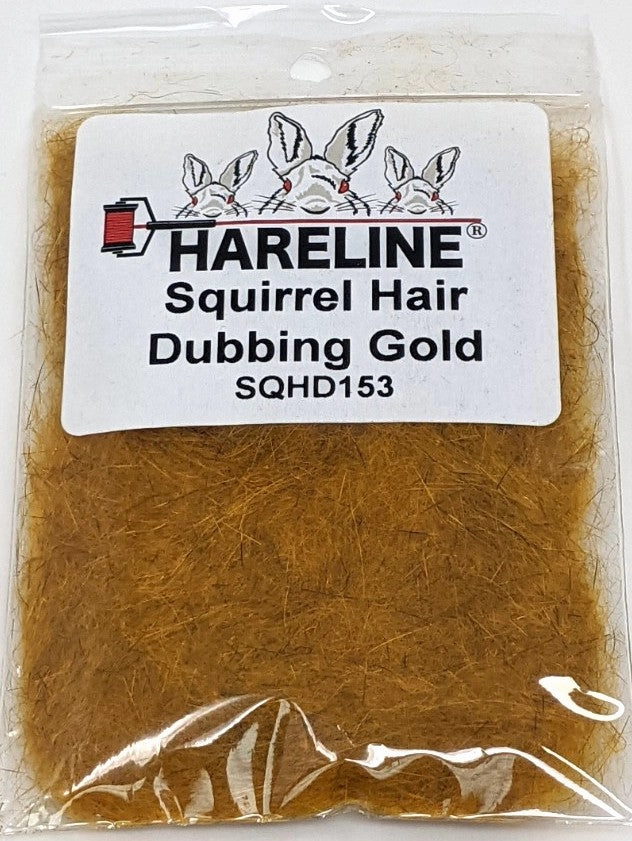 HARELINE®
Squirrel Hair
Dubbing Gold
SQHD153